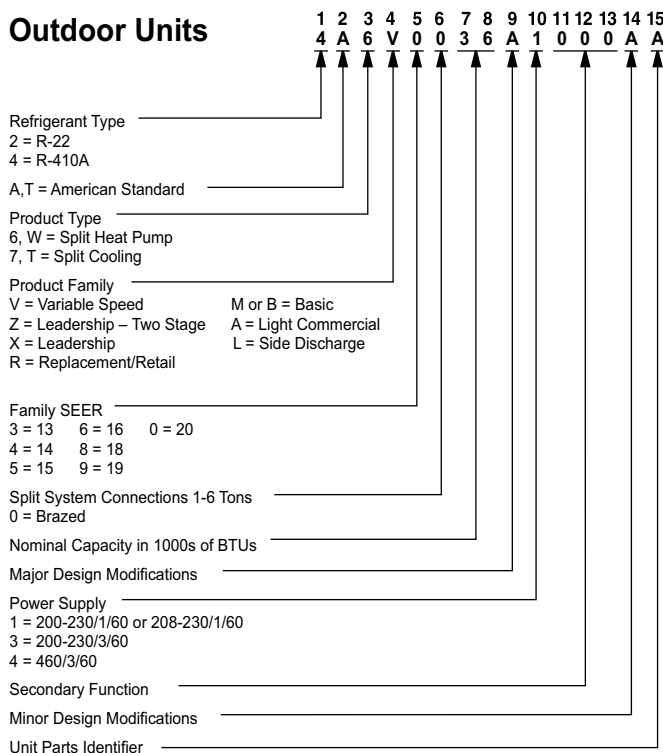 Outdoor Units
1 2 3 4 5 6 7 8 9 10 11 12 13 14 15
4 A 6 V 0 0 3 6 A 1 0 0 0 A A
Refrigerant Type
2 = R-22
4 = R-410A
A,T = American Standard
Product Type
6, W = Split Heat Pump
7, T = Split Cooling
Product Family
V = Variable Speed M or B = Basic
Z = Leadership – Two Stage A = Light Commercial
X = Leadership L = Side Discharge
R = Replacement/Retail
Family SEER
3 = 13 6 = 16 0 = 20
4 = 14 8 = 18
5 = 15 9 = 19
Split System Connections 1-6 Tons
0 = Brazed
Nominal Capacity in 1000s of BTUs
Major Design Modifications
Power Supply
1 = 200-230/1/60 or 208-230/1/60
3 = 200-230/3/60
4 = 460/3/60
Secondary Function
Minor Design Modifications
Unit Parts Identifier